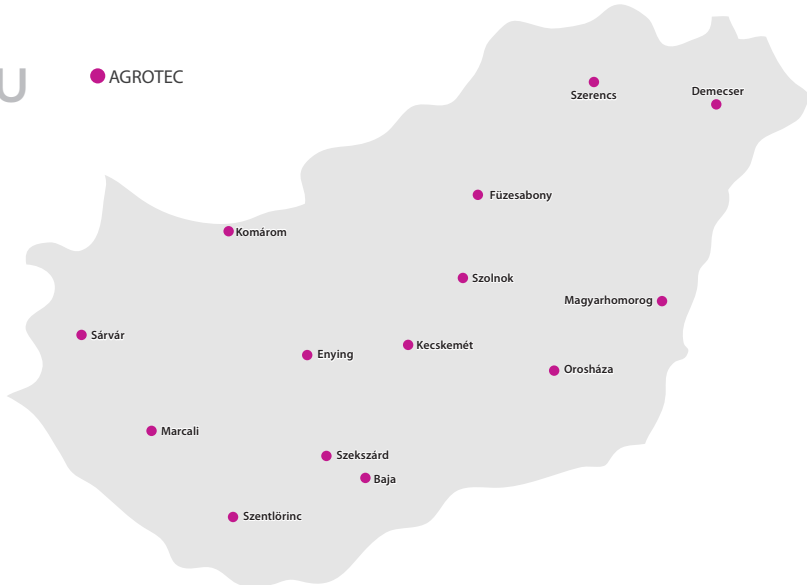 U
AGROTEC
Szerencs
Demecser
Füzesabony
Komárom
Szolnok
Magyarhomorog
Sárvár
Kecskemét
Enying
Orosháza
Marcali
Szekszárd
Baja
Szentlörinc